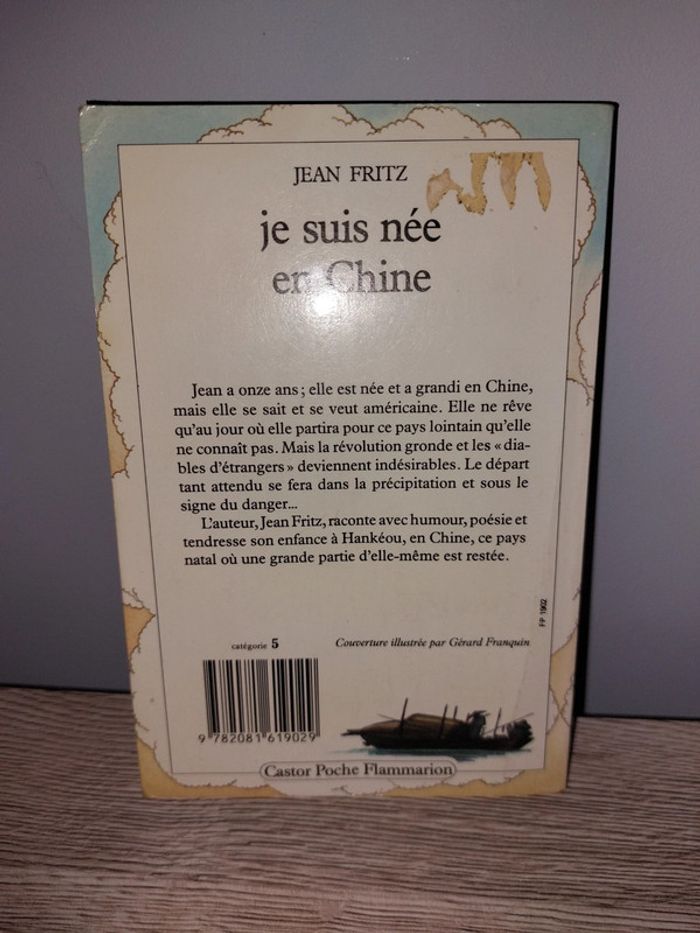 JEAN FRITZ
je suis née
en Chine
Jean a onze ans ; elle est née et a grandi en Chine,
mais elle se sait et se veut américaine. Elle ne rêve
qu'au jour où elle partira pour ce pays lointain qu'elle
ne connaît pas. Mais la révolution gronde et les « dia-
bles d'étrangers » deviennent indésirables. Le départ
tant attendu se fera dans la précipitation et sous le
signe du danger...
L'auteur, Jean Fritz, raconte avec humour, poésie et
tendresse son enfance à Hankéou, en Chine, ce pays
natal où une grande partie d'elle-même est restée.
FP 1902
catégorie 5
Couverture illustrée par Gérard Franquin
9 782081 619029
Castor Poche Flammarion